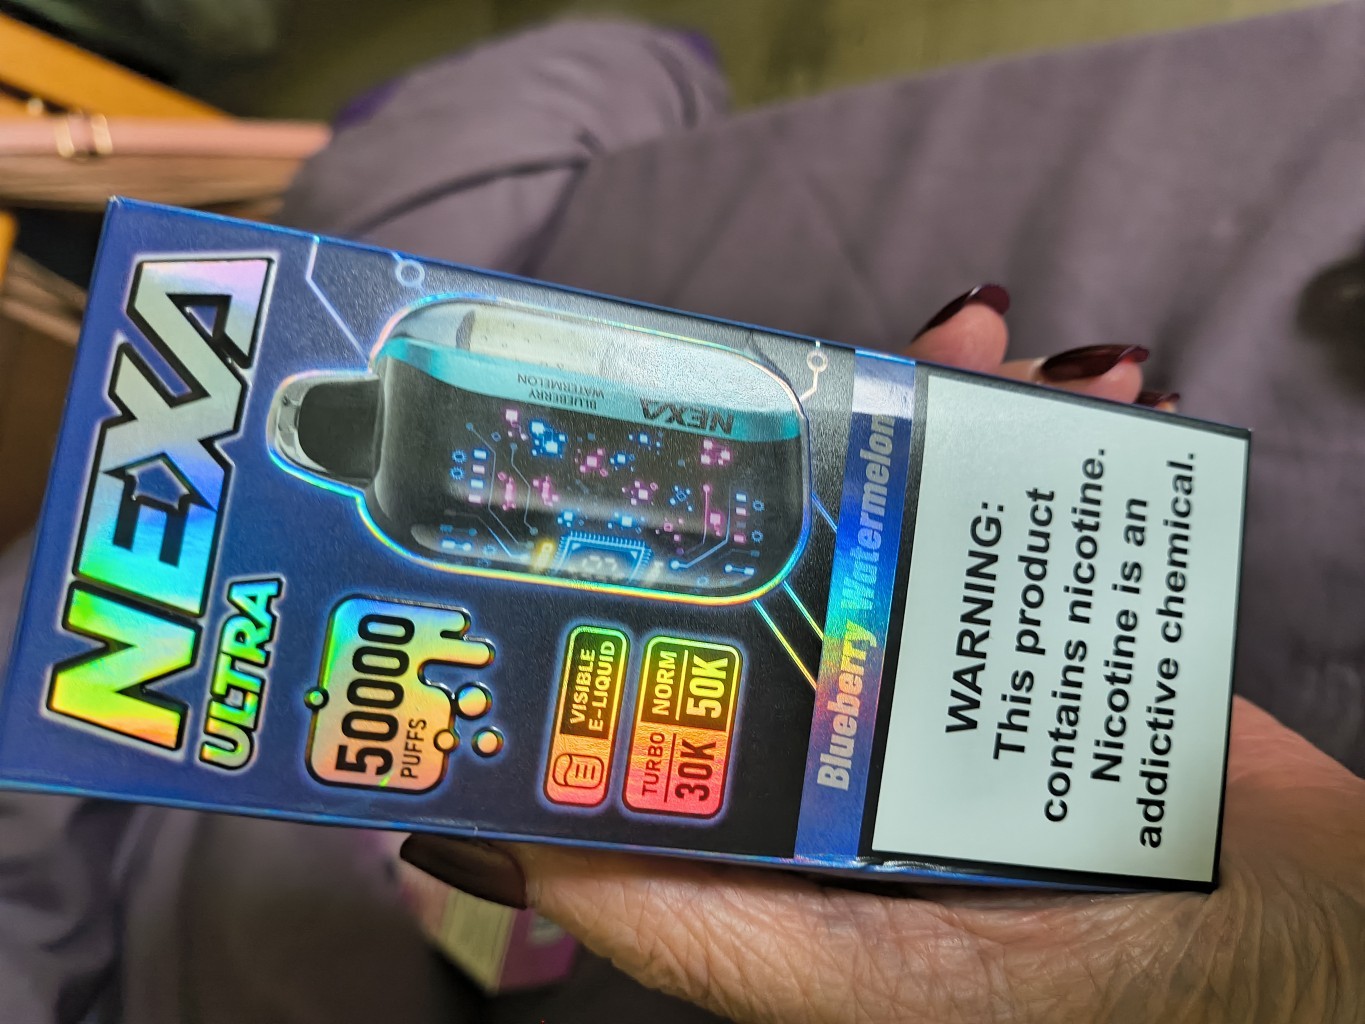 NEXA
ULTRA
50000
PUFFS
BLUEBERRY
WATERMELON
NEXA
VISIBLE
E-LIQUID
TURBO
30K
NORM
50K
Blueberry Watermelon
WARNING:
This product
contains nicotine.
Nicotine is an
addictive chemical.